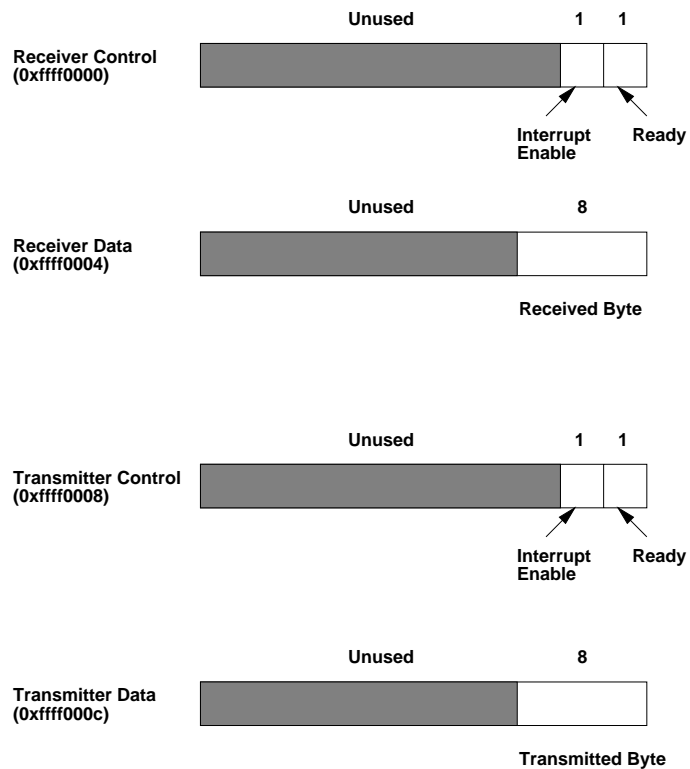 Unused 1 1
Receiver Control
(0xffff0000)
Interrupt Ready
Enable
Unused 8
Receiver Data
(0xffff0004)
Received Byte
Unused 1 1
Transmitter Control
(0xffff0008)
Interrupt Ready
Enable
Unused 8
Transmitter Data
(0xffff000c)
Transmitted Byte